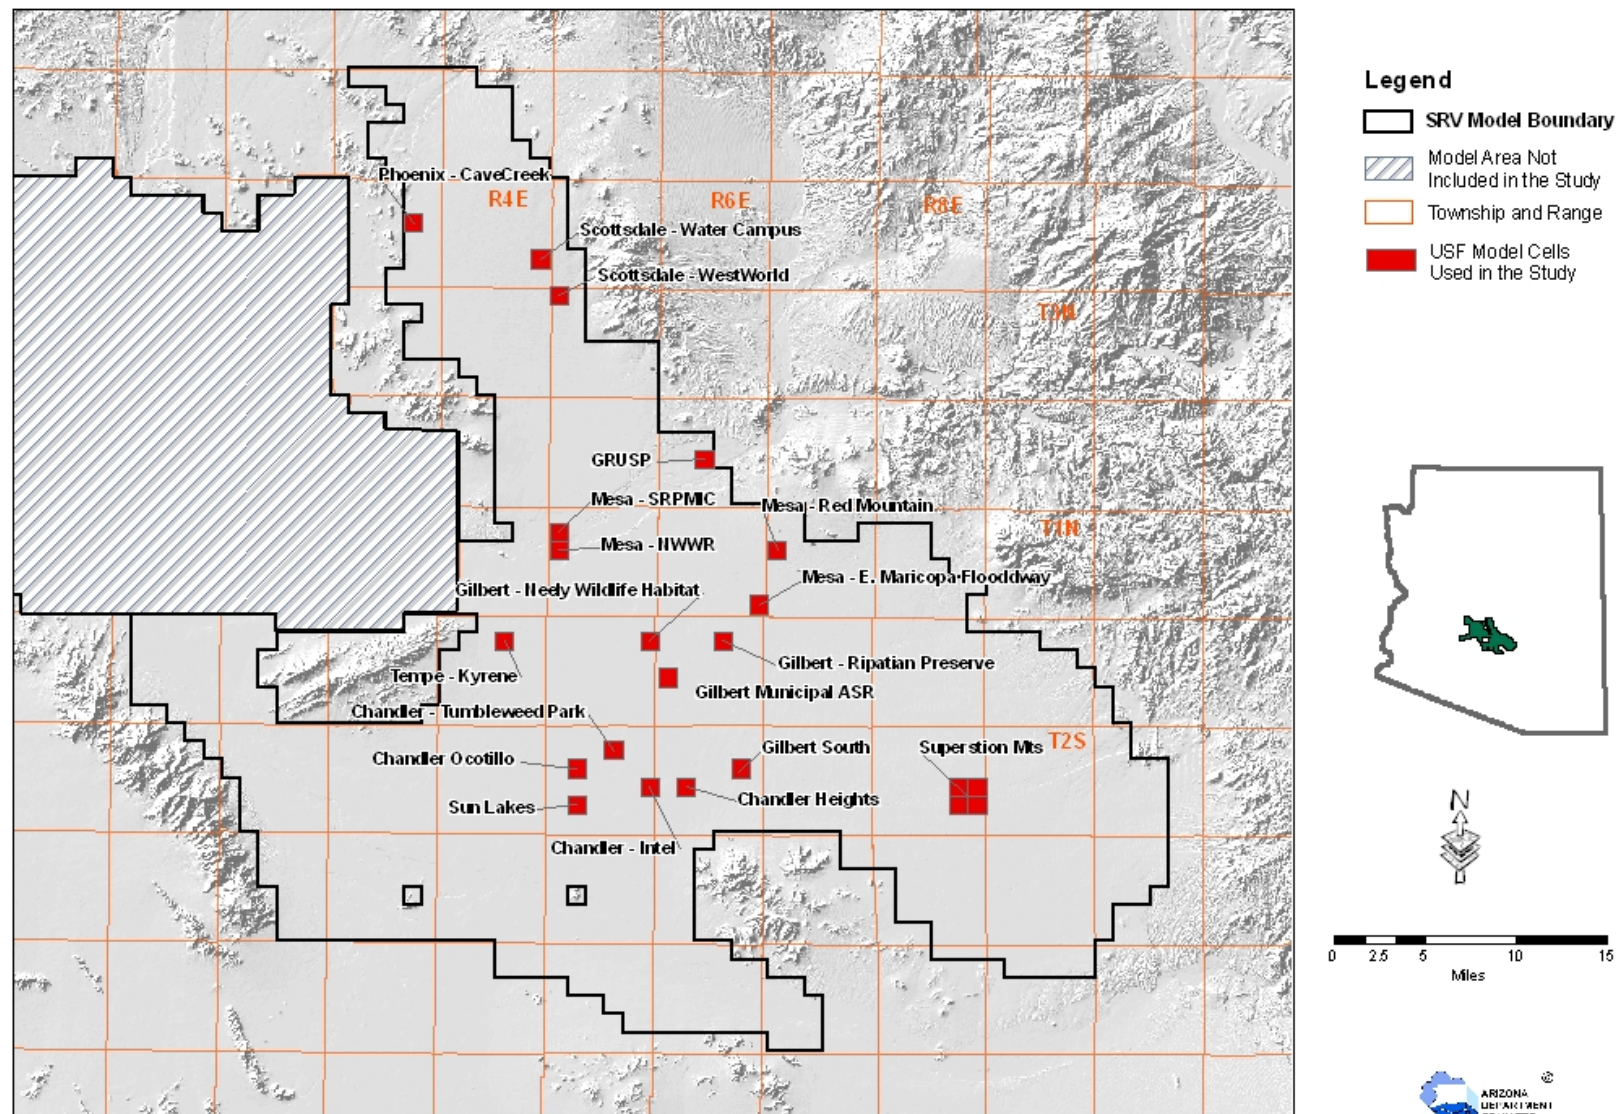 Phoenix - CaveCreek
R4E
R6E
R8E
Scottsdale - Water Campus
Scottsdale - WestWorld
T3N
GRUSP
Mesa - SRPMIC
Mesa - Red Mountain
T1N
Mesa - NWWR
Mesa - E. Maricopa Flooddway
Gilbert - Neely Wildlife Habitat
Gilbert - Ripatian Preserve
Tempe - Kyrene
Gilbert Municipal ASR
Chandler - Tumbleweed Park
Gilbert South
Superstion Mts
T2S
Chandler Ocotillo
Chandler Heights
Sun Lakes
Chandler - Intel
Legend
SRV Model Boundary
Model Area Not
Included in the Study
Township and Range
USF Model Cells
Used in the Study
N
0 2.5 5 10 15
Miles
©
ARIZONA
DEPARTMENT